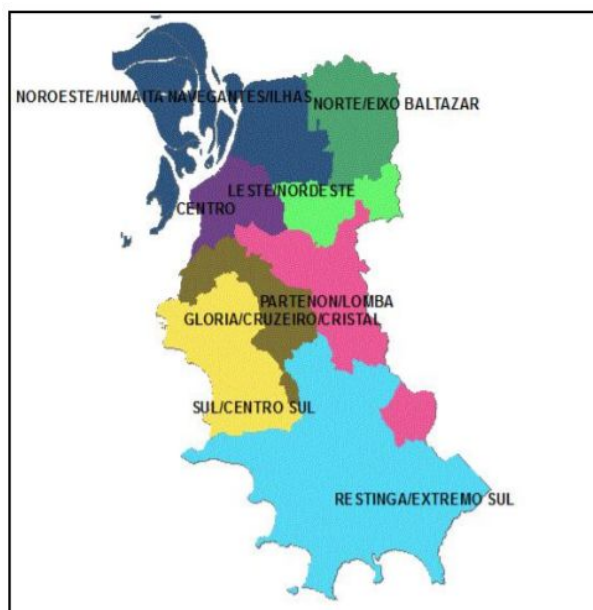 NOROESTE/HUMAITA NAVEGANTES/ILHAS
NORTE/EIXO BALTAZAR
LESTE/NORDESTE
CENTRO
PARTENON/LOMBA
GLORIA/CRUZEIRO/CRISTAL
SUL/CENTRO SUL
RESTINGA/EXTREMO SUL